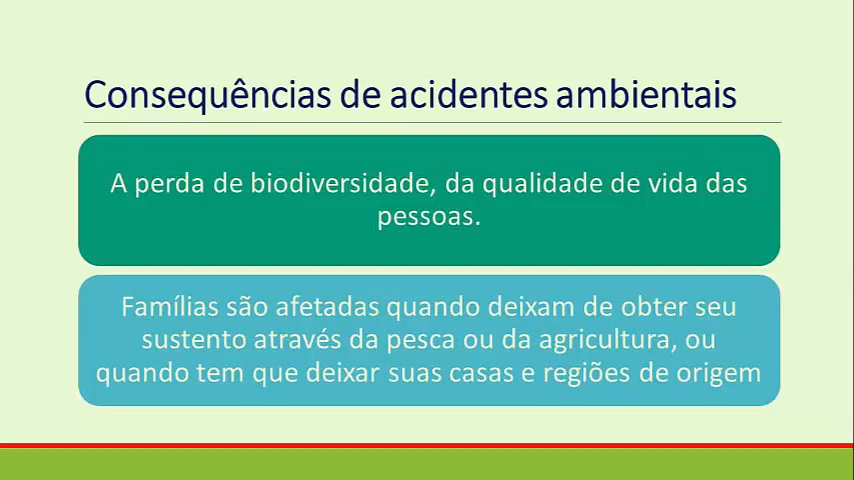 Consequências de acidentes ambientais
A perda de biodiversidade, da qualidade de vida das
pessoas.
Famílias são afetadas quando deixam de obter seu
sustento através da pesca ou da agricultura, ou
quando tem que deixar suas casas e regiões de origem